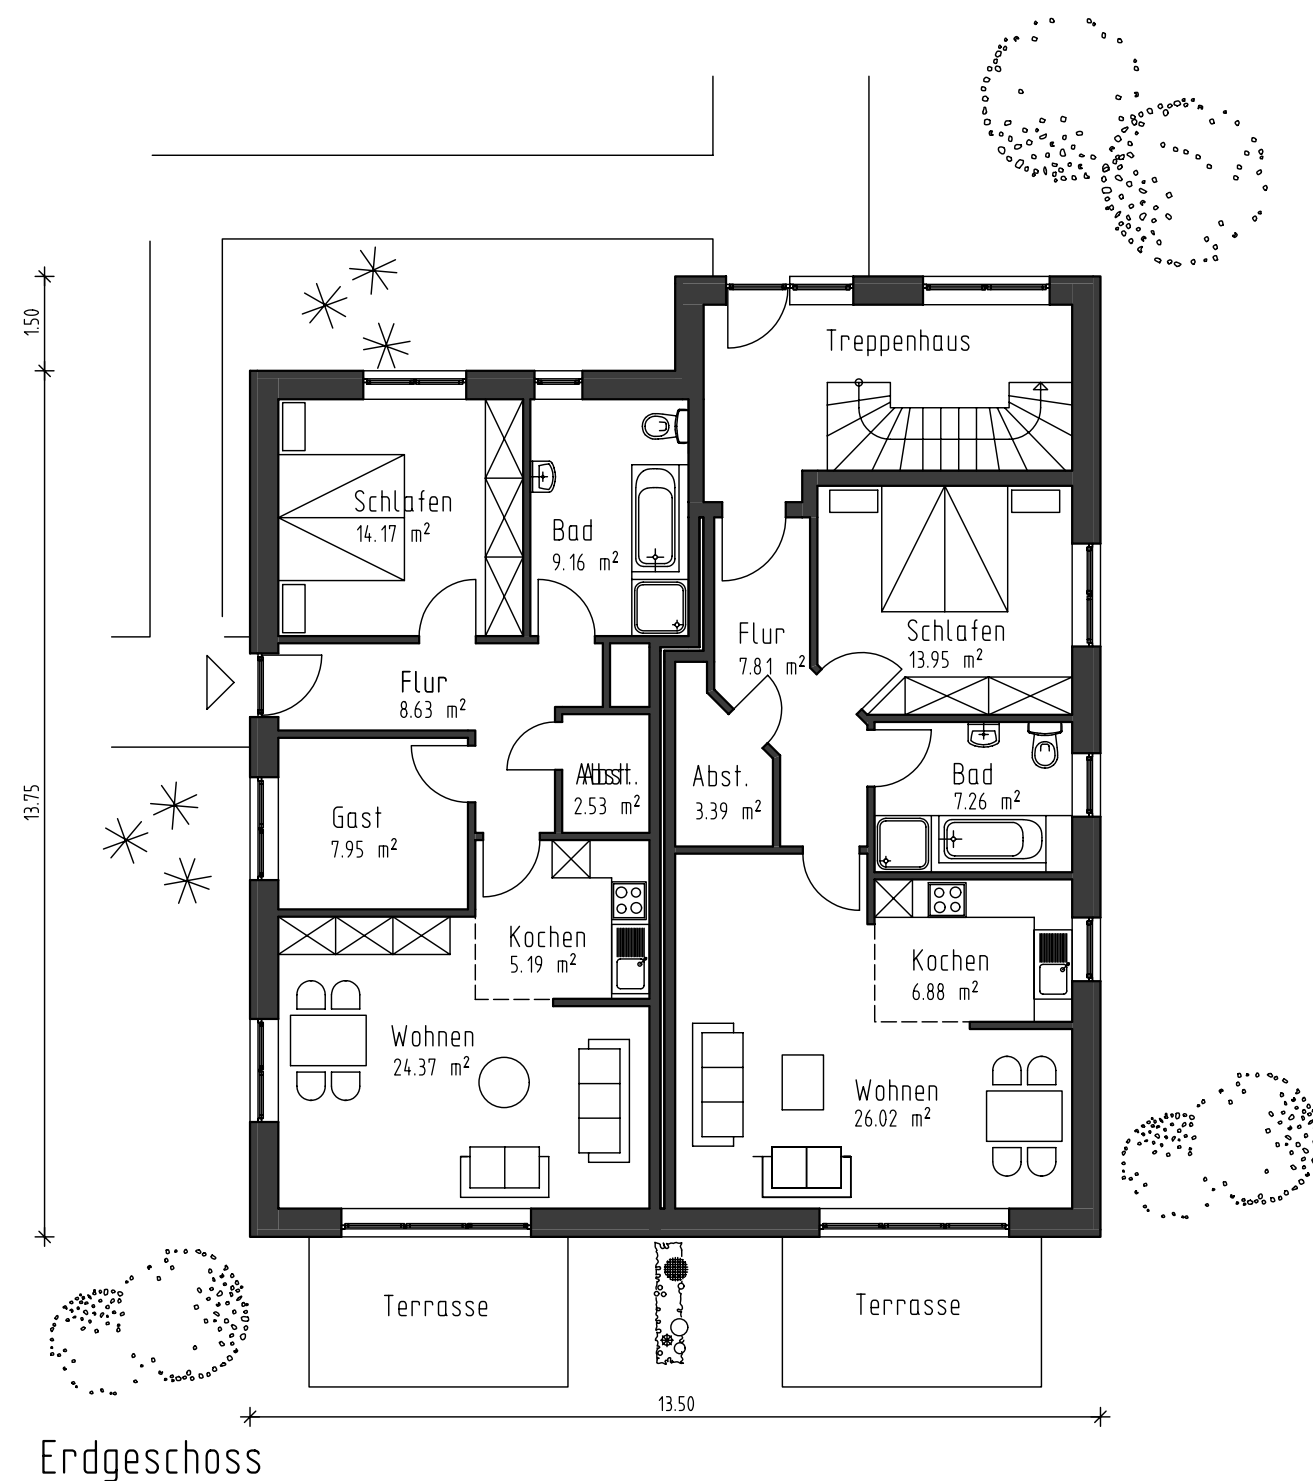 1.50
Treppenhaus
Schlafen
14.17 m²
Bad
9.16 m²
Flur
7.81 m²
Schlafen
13.95 m²
Flur
8.63 m²
Abst.
2.53 m²
Abst.
3.39 m²
Bad
7.26 m²
13.75
Gast
7.95 m²
Kochen
5.19 m²
Kochen
6.88 m²
Wohnen
24.37 m²
Wohnen
26.02 m²
Terrasse
Terrasse
13.50
Erdgeschoss